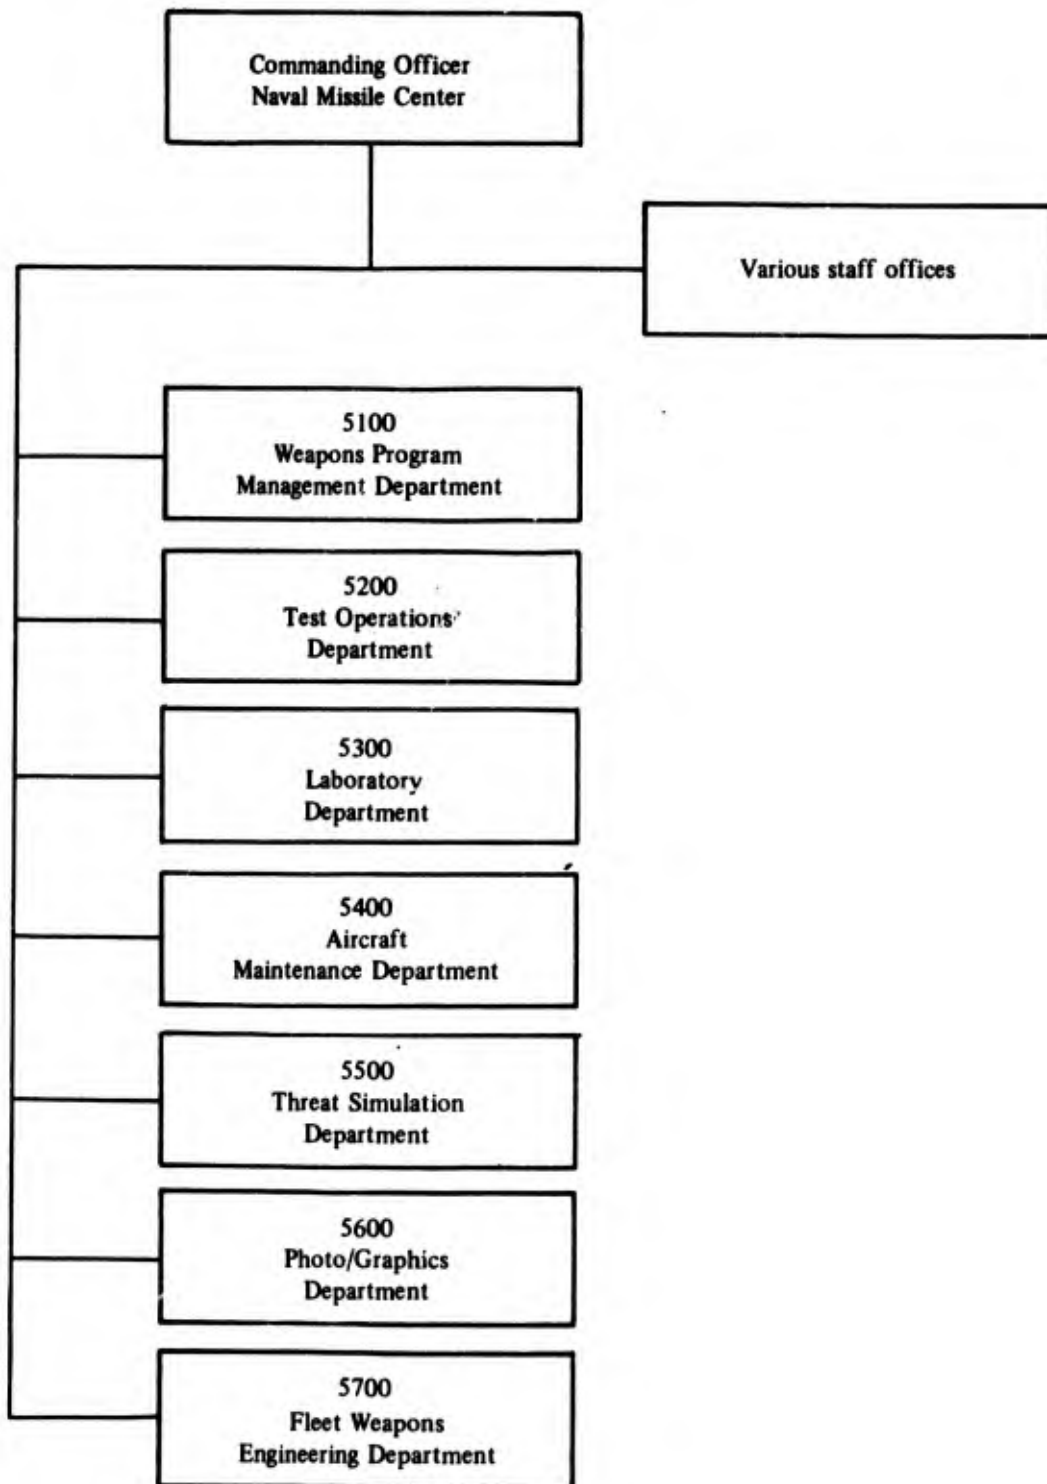 Commanding Officer
Naval Missile Center
Various staff offices
5100
Weapons Program
Management Department
5200
Test Operations
Department
5300
Laboratory
Department
5400
Aircraft
Maintenance Department
5500
Threat Simulation
Department
5600
Photo/Graphics
Department
5700
Fleet Weapons
Engineering Department